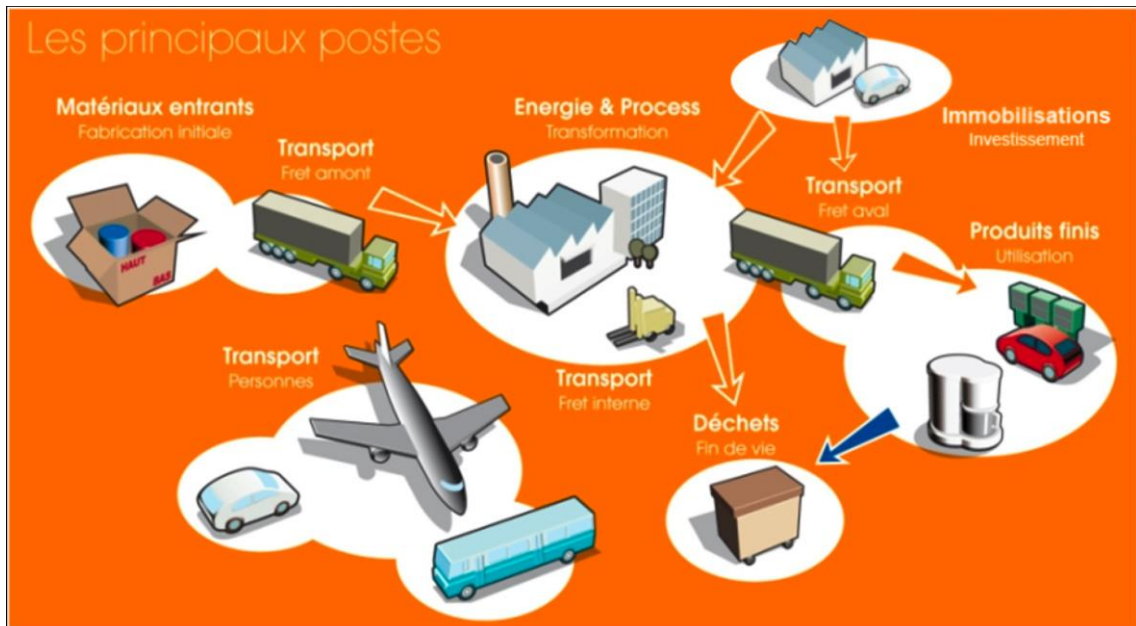 Les principaux postes
Matériaux entrants
Fabrication initiale
Transport
Fret amont
Energie & Process
Transformation
Immobilisations
Investissement
Transport
Fret aval
Produits finis
Utilisation
HAUT
BAS
Transport
Personnes
Transport
Fret interne
Déchets
Fin de vie